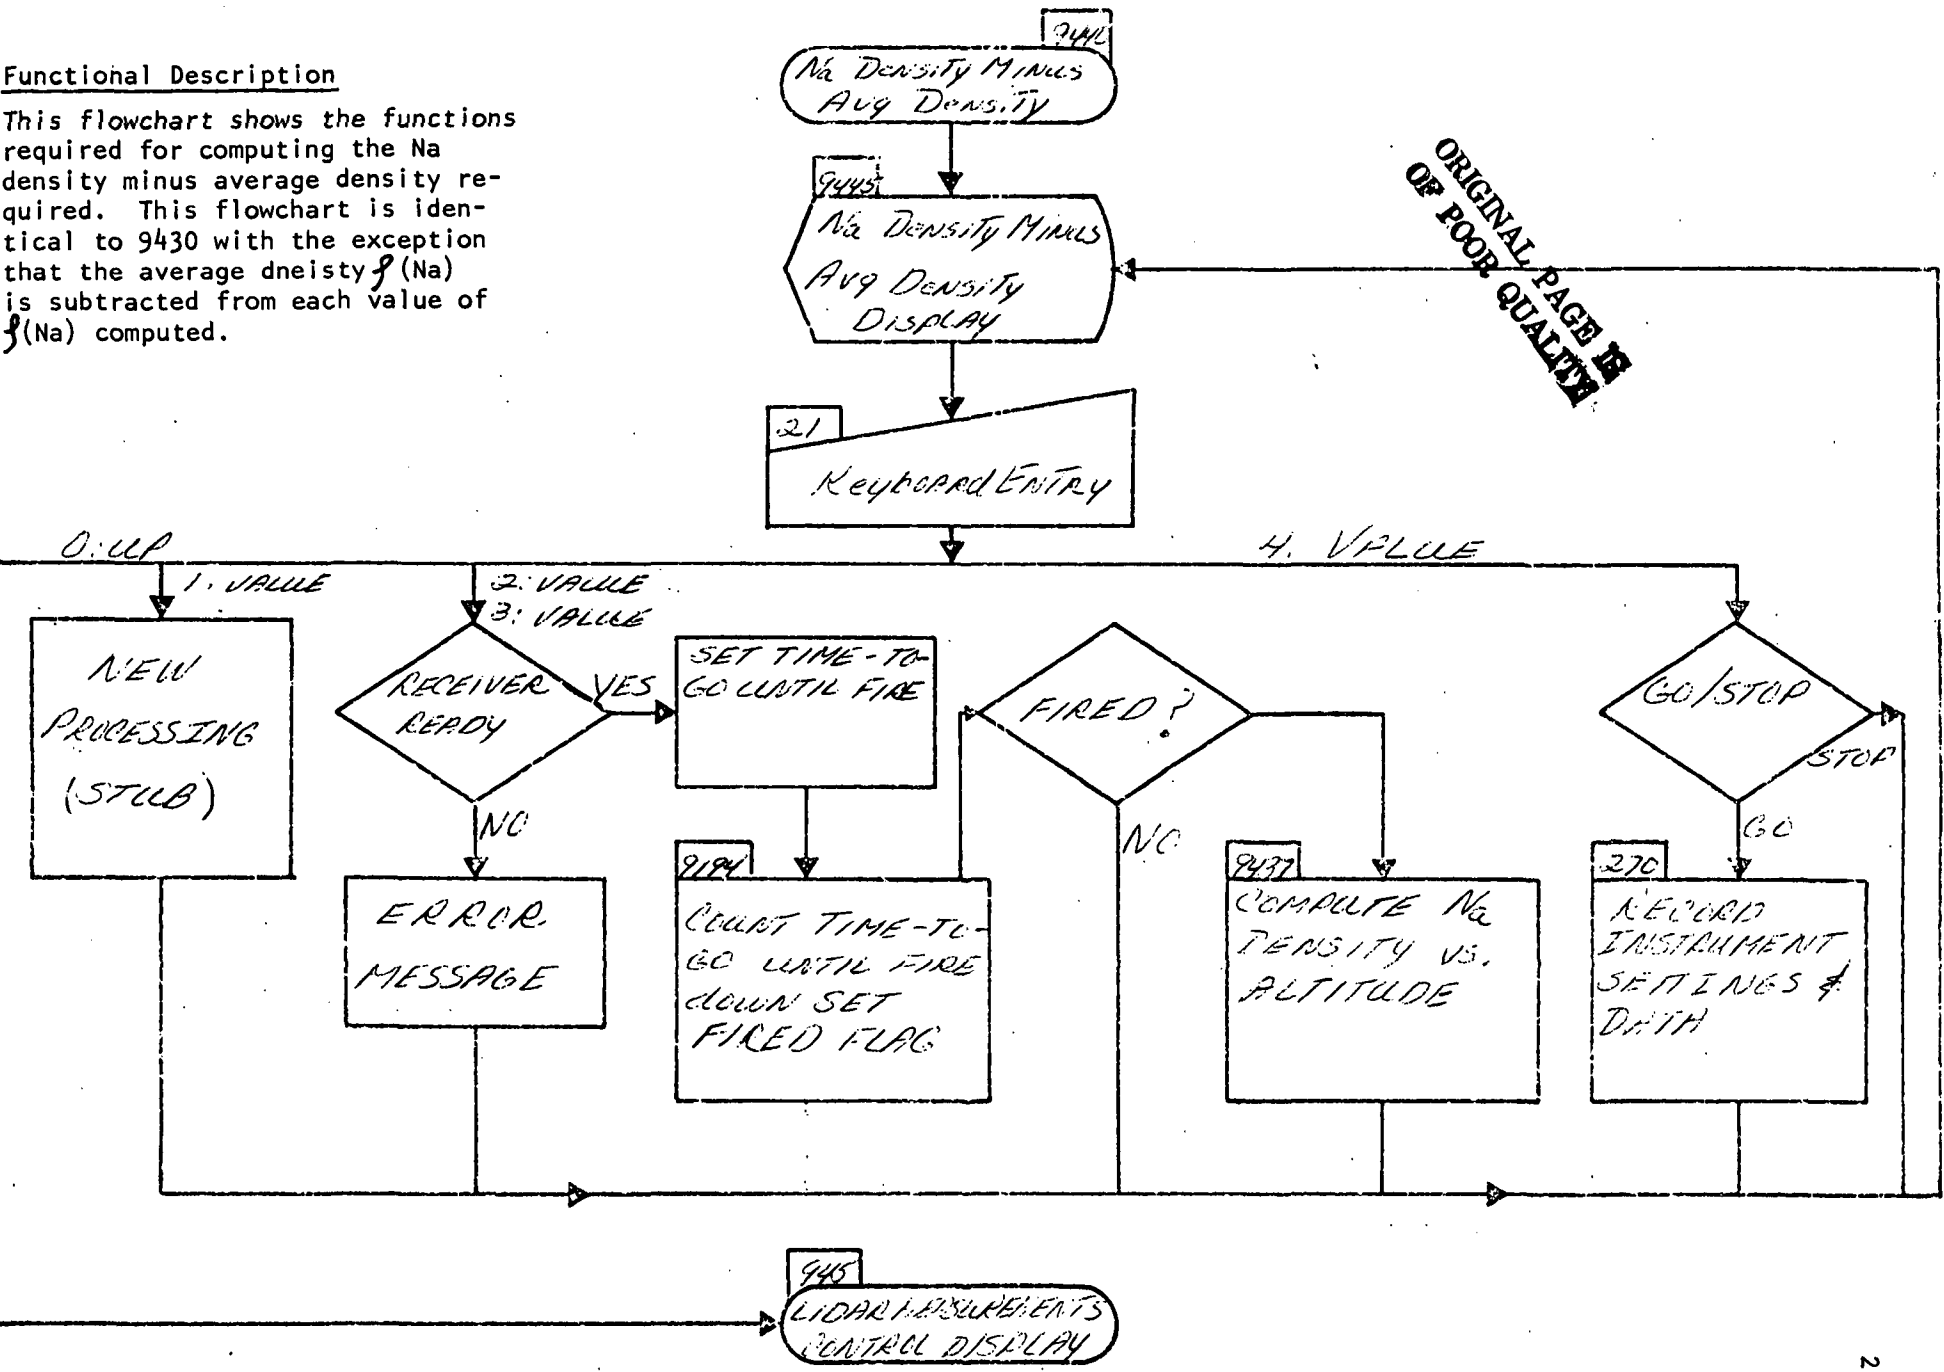 Functional Description
This flowchart shows the functions
required for computing the Na
density minus average density re-
quired. This flowchart is iden-
tical to 9430 with the exception
that the average dneisty ρ(Na)
is subtracted from each value of
ρ(Na) computed.
Na Density Minus
Avg Density
9445
Na Density Minus
Avg Density
Display
ORIGINAL PAGE IS
OF POOR QUALITY
21
Keyboard Entry
0: UP
1. VALUE
2: VALUE
3: VALUE
4. VALUE
NEW
PROCESSING
(STUB)
RECEIVER
READY
YES
NO
ERROR
MESSAGE
SET TIME-TO-
GO UNTIL FIRE
9194
COUNT TIME-TO-
GO UNTIL FIRE
down SET
FIRED FLAG
FIRED?
NO
9437
COMPUTE Na
DENSITY VS.
ALTITUDE
GO/STOP
STOP
GO
270
RECORD
INSTRUMENT
SETTINGS &
DATA
945
LIDAR MEASUREMENTS
CONTROL DISPLAY
2